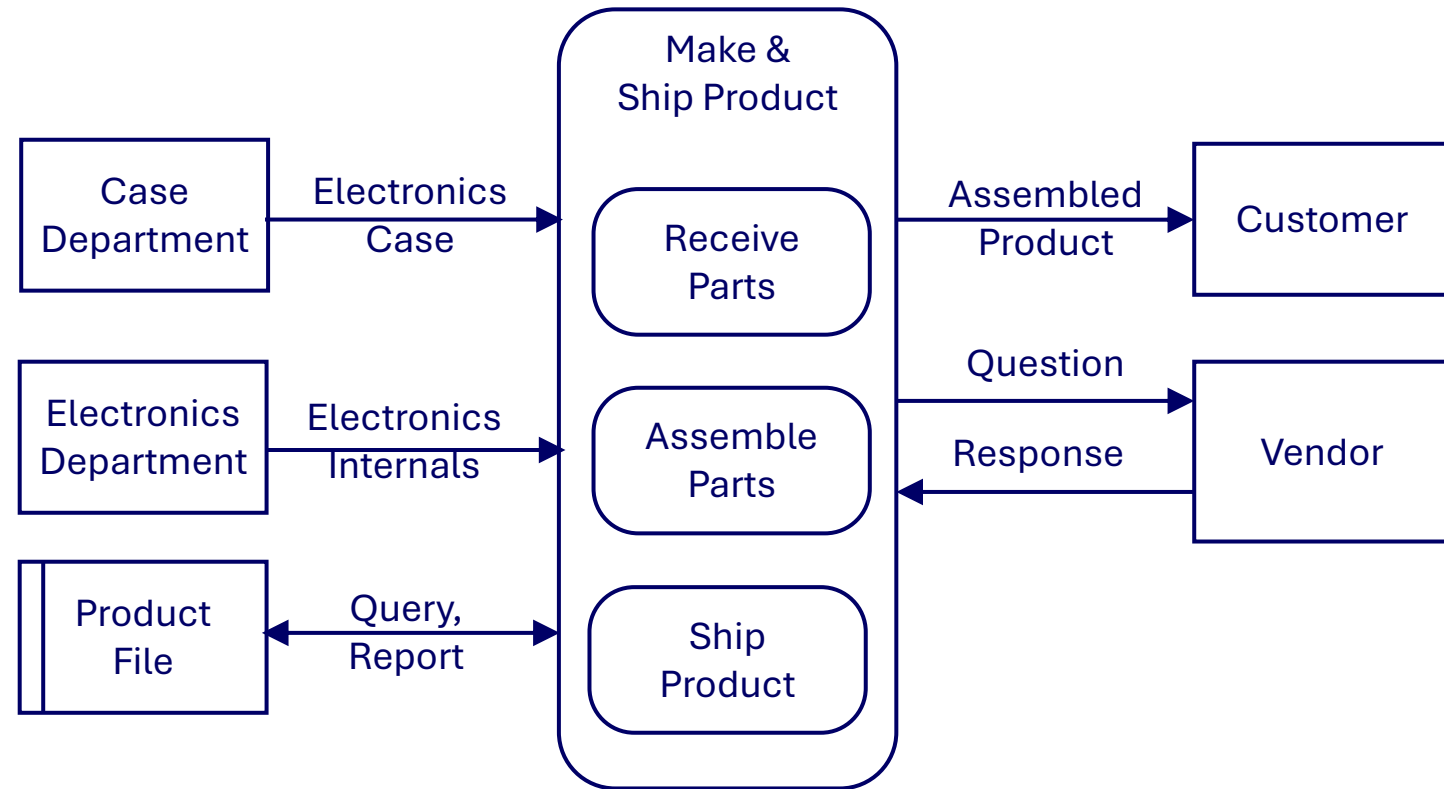 Make &
Ship Product
Case
Department
Electronics
Case
Receive
Parts
Assembled
Product
Customer
Electronics
Department
Electronics
Internals
Assemble
Parts
Question
Response
Vendor
Product
File
Query,
Report
Ship
Product